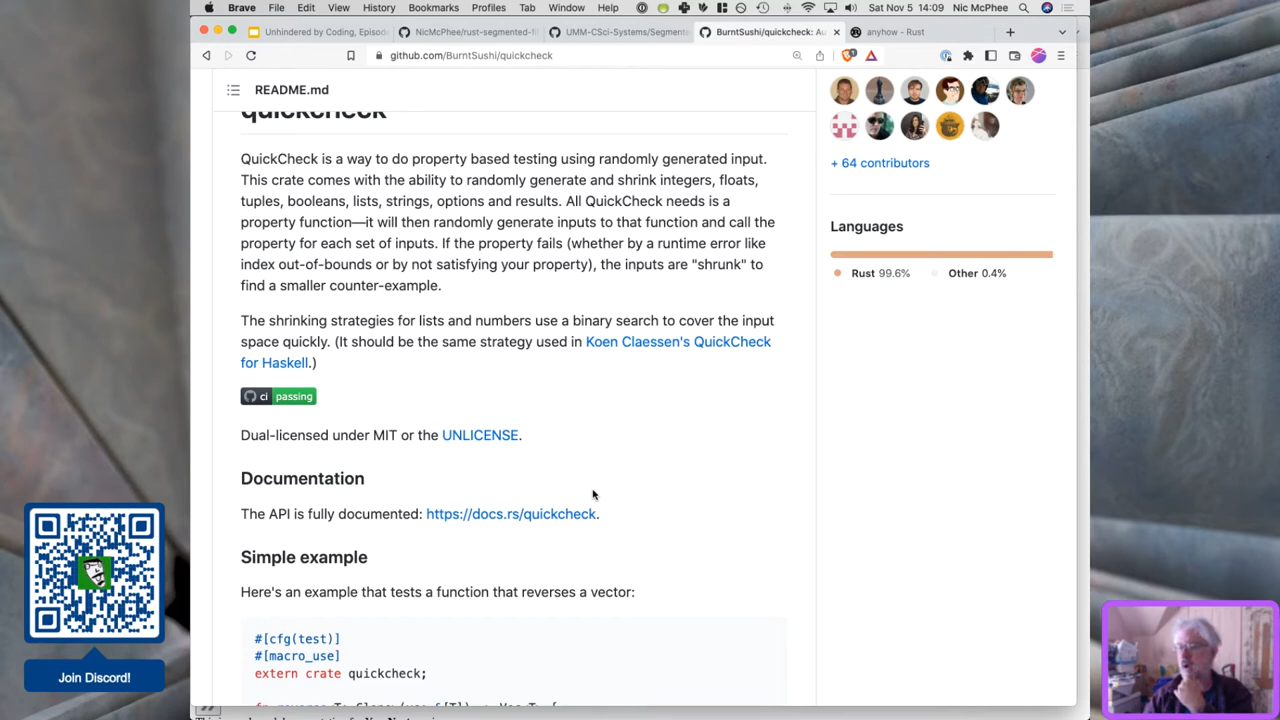 Brave File Edit View History Bookmarks Profiles Tab Window Help Sat Nov 5 14:09 Nic McPhee
Unhindered by Coding, Episode
NicMcPhee/rust-segmented-fi
UMM-CSci-Systems/Segmente
BurntSushi/quickcheck: Au
anyhow - Rust
github.com/BurntSushi/quickcheck
README.md
quickcheck
QuickCheck is a way to do property based testing using randomly generated input.
This crate comes with the ability to randomly generate and shrink integers, floats,
tuples, booleans, lists, strings, options and results. All QuickCheck needs is a
property function—it will then randomly generate inputs to that function and call the
property for each set of inputs. If the property fails (whether by a runtime error like
index out-of-bounds or by not satisfying your property), the inputs are "shrunk" to
find a smaller counter-example.
The shrinking strategies for lists and numbers use a binary search to cover the input
space quickly. (It should be the same strategy used in Koen Claessen's QuickCheck
for Haskell.)
ci passing
Dual-licensed under MIT or the UNLICENSE.
Documentation
The API is fully documented: https://docs.rs/quickcheck.
Simple example
Here's an example that tests a function that reverses a vector:
#[cfg(test)]
#[macro_use]
extern crate quickcheck;
+ 64 contributors
Languages
Rust 99.6% Other 0.4%
Join Discord!